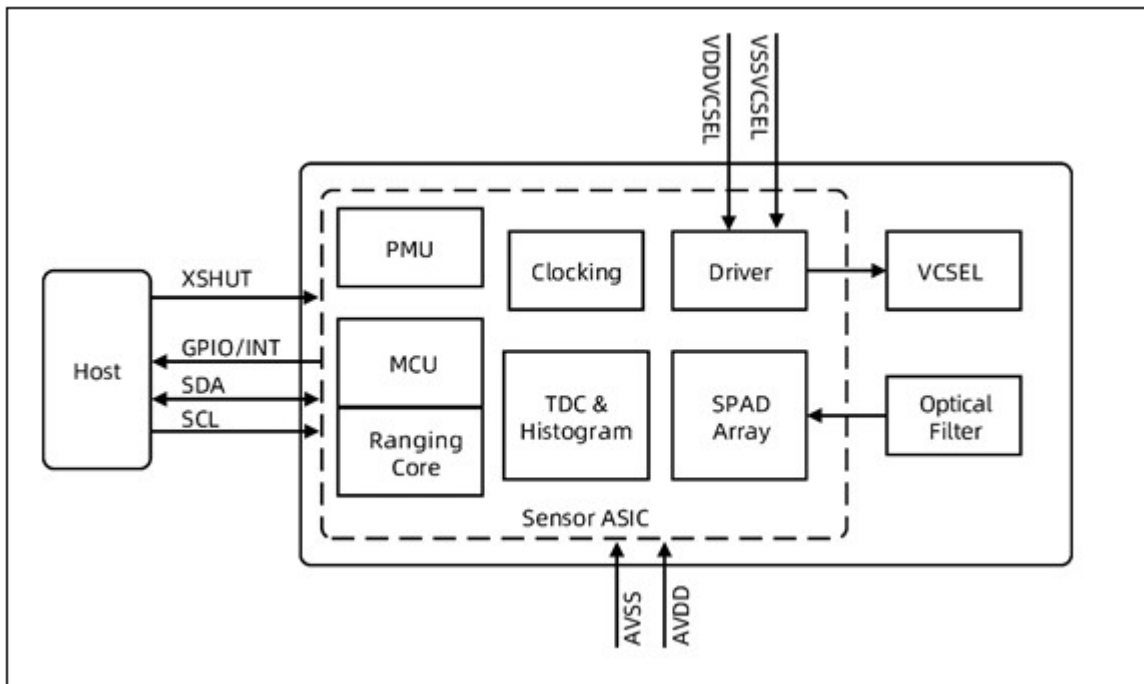 VDDVCSEL
VSSVCSEL
PMU
Clocking
Driver
VCSEL
XSHUT
GPIO/INT
SDA
SCL
Host
MCU
Ranging
Core
TDC &
Histogram
SPAD
Array
Optical
Filter
Sensor ASIC
AVSS
AVDD